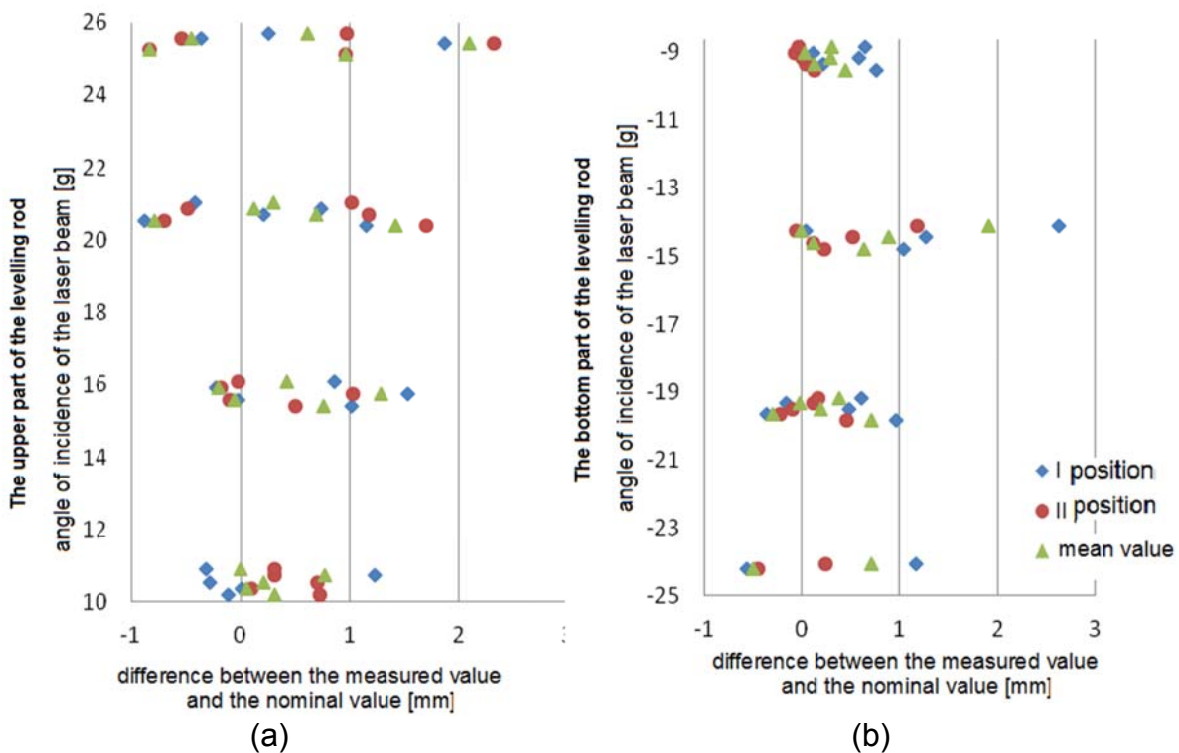 The upper part of the levelling rod
angle of incidence of the laser beam [g]
26
24
22
20
18
16
14
12
10
-1 0 1 2
difference between the measured value
and the nominal value [mm]
(a)
The bottom part of the levelling rod
angle of incidence of the laser beam [g]
-9
-11
-13
-15
-17
-19
-21
-23
-25
-1 0 1 2 3
difference between the measured value
and the nominal value [mm]
(b)
I position
II position
mean value